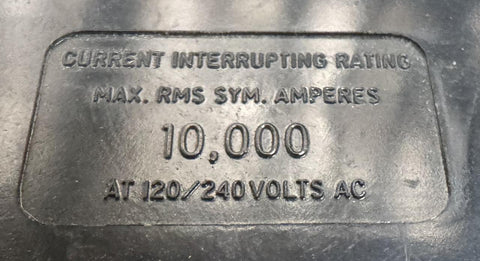 CURRENT INTERRUPTING RATING
MAX. RMS SYM. AMPERES
10,000
AT 120/240 VOLTS AC